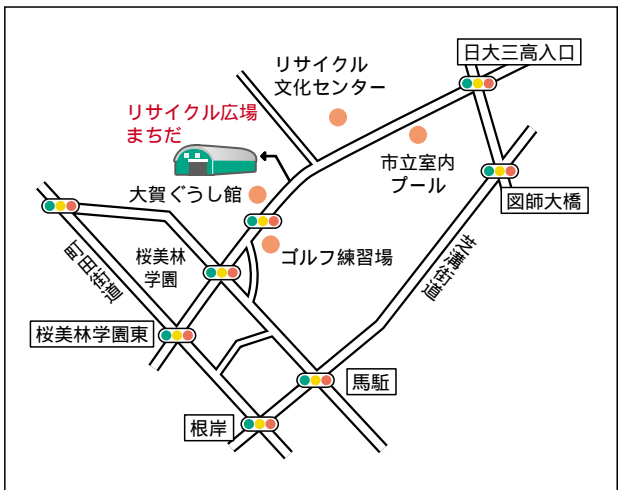 日大三高入口
リサイクル
文化センター
リサイクル広場
まちだ
市立室内
プール
大賀ぐうし館
図師大橋
桜美林
学園
ゴルフ練習場
芝溝街道
町田街道
桜美林学園東
馬駈
根岸